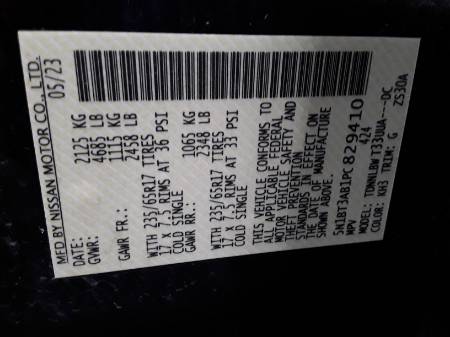 MFD BY NISSAN MOTOR CO., LTD.
DATE: 05/23
GVWR: 2125 KG
4685 LB
GAWR FR.: 1115 KG
2458 LB
WITH 235/65R17 TIRES
17 X 7.5 RIMS AT 36 PSI
COLD SINGLE
GAWR RR.: 1065 KG
2348 LB
WITH 235/65R17 TIRES
17 X 7.5 RIMS AT 33 PSI
COLD SINGLE
THIS VEHICLE CONFORMS TO
ALL APPLICABLE FEDERAL
MOTOR VEHICLE SAFETY AND
THEFT PREVENTION
STANDARDS IN EFFECT ON
THE DATE OF MANUFACTURE
SHOWN ABOVE.
5N1BT3AB1PC829410
MPV 424
MODEL: TDNNLBW T33UUA---DC
COLOR: KH3 TRIM: G ZS30A